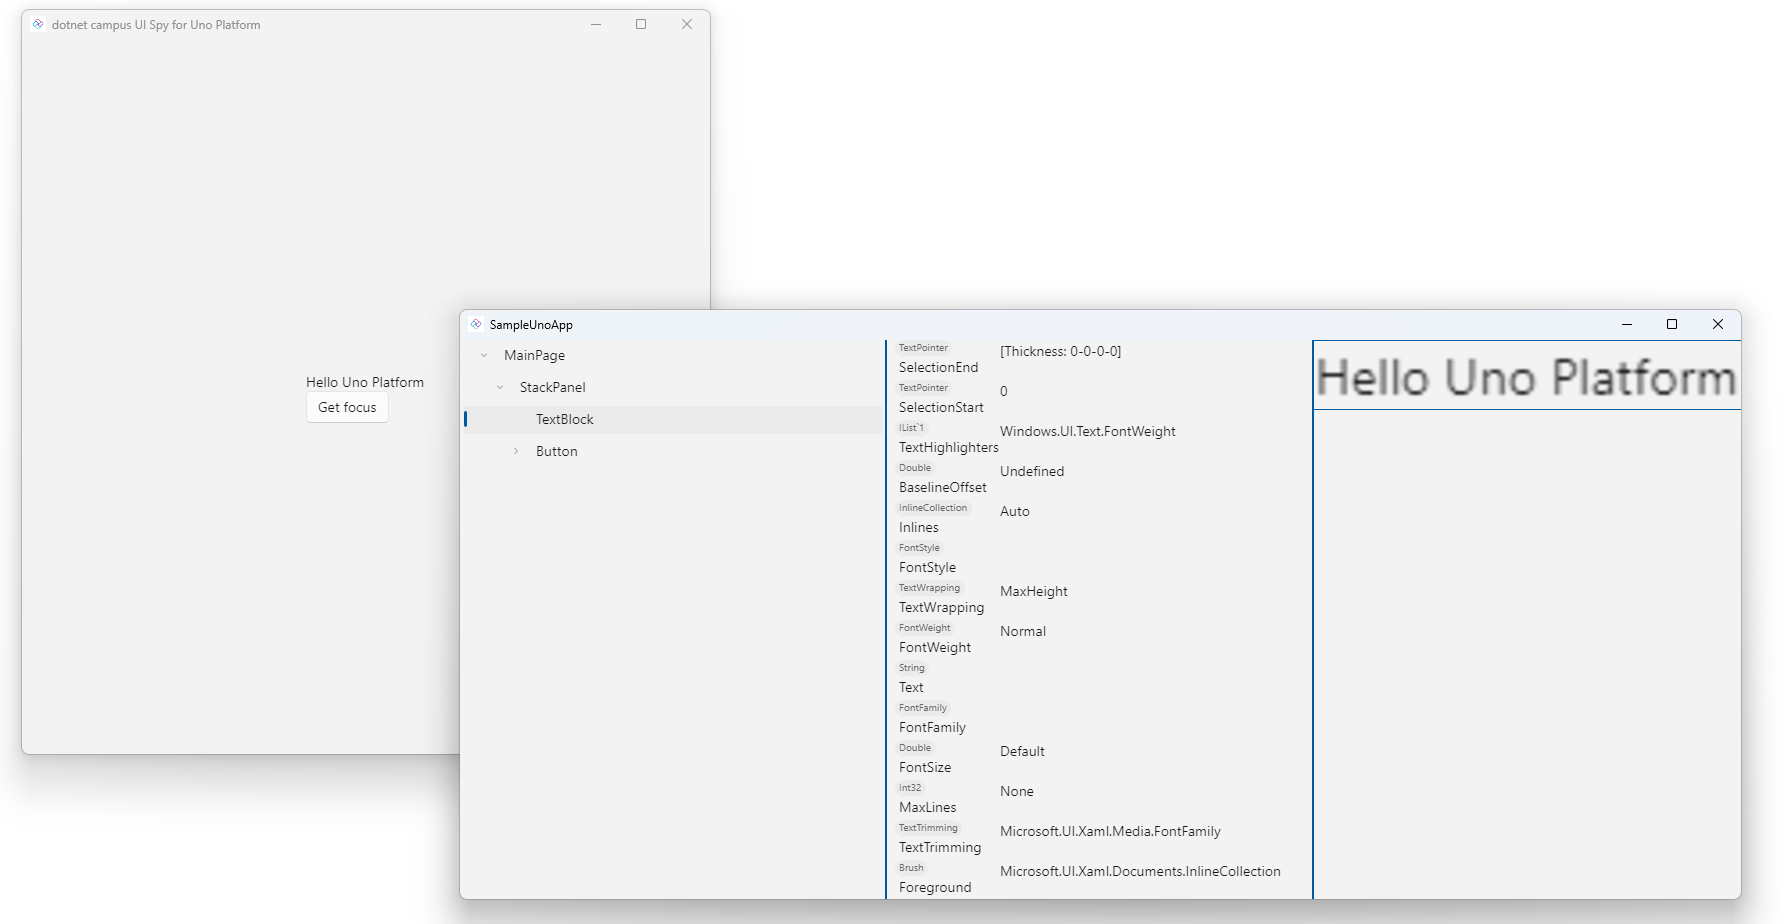 dotnet campus UI Spy for Uno Platform
Hello Uno Platform
Get focus
SampleUnoApp
MainPage
StackPanel
TextBlock
Button
TextPointer
SelectionEnd
[Thickness: 0-0-0-0]
TextPointer
SelectionStart
0
IList`1
TextHighlighters
Windows.UI.Text.FontWeight
Double
BaselineOffset
Undefined
InlineCollection
Inlines
Auto
FontStyle
FontStyle
TextWrapping
TextWrapping
MaxHeight
FontWeight
FontWeight
Normal
String
Text
FontFamily
FontFamily
Double
FontSize
Default
Int32
MaxLines
None
TextTrimming
TextTrimming
Microsoft.UI.Xaml.Media.FontFamily
Brush
Foreground
Microsoft.UI.Xaml.Documents.InlineCollection
Hello Uno Platform